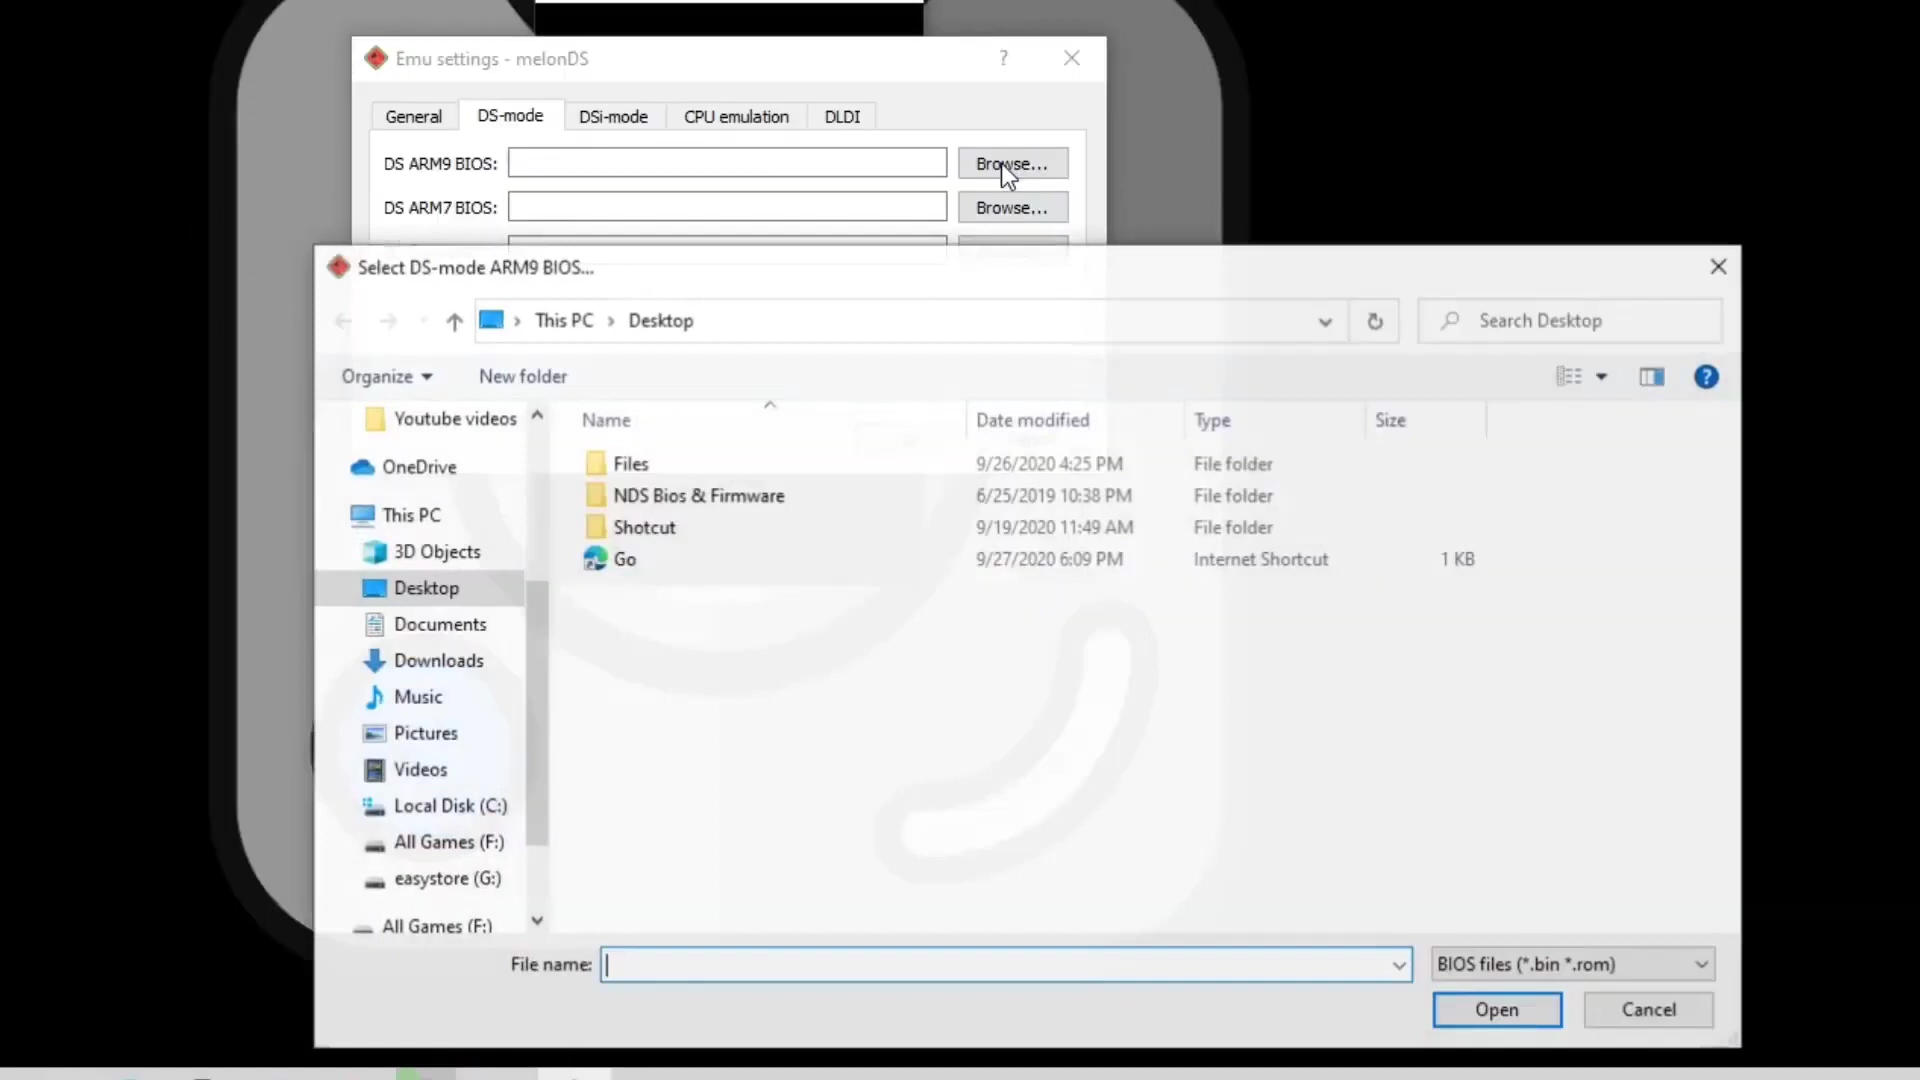 Emu settings - melonDS
?
General DS-mode DSi-mode CPU emulation DLDI
DS ARM9 BIOS: Browse...
DS ARM7 BIOS: Browse...
Select DS-mode ARM9 BIOS...
This PC › Desktop
Search Desktop
Organize New folder
?
Name Date modified Type Size
Youtube videos
OneDrive
This PC
3D Objects
Desktop
Documents
Downloads
Music
Pictures
Videos
Local Disk (C:)
All Games (F:)
easystore (G:)
All Games (F:)
Files 9/26/2020 4:25 PM File folder
NDS Bios & Firmware 6/25/2019 10:38 PM File folder
Shotcut 9/19/2020 11:49 AM File folder
Go 9/27/2020 6:09 PM Internet Shortcut 1 KB
File name: BIOS files (*.bin *.rom)
Open Cancel